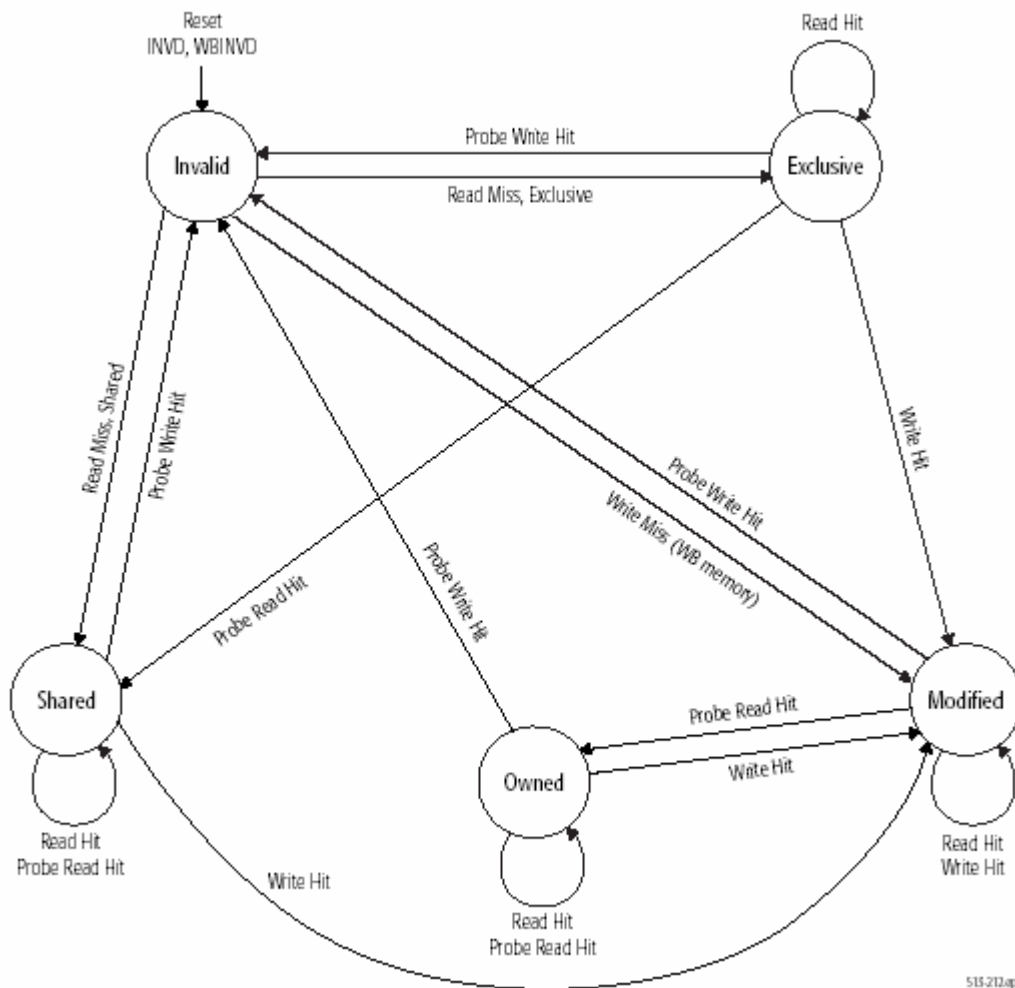 Reset
INVD, WBINVD
Read Hit
Invalid
Probe Write Hit
Exclusive
Read Miss, Exclusive
Read Miss, Shared
Probe Write Hit
Write Hit
Probe Write Hit
Write Miss (WB memory)
Probe Write Hit
Probe Read Hit
Shared
Modified
Probe Read Hit
Owned
Write Hit
Read Hit
Probe Read Hit
Read Hit
Write Hit
Write Hit
Read Hit
Probe Read Hit